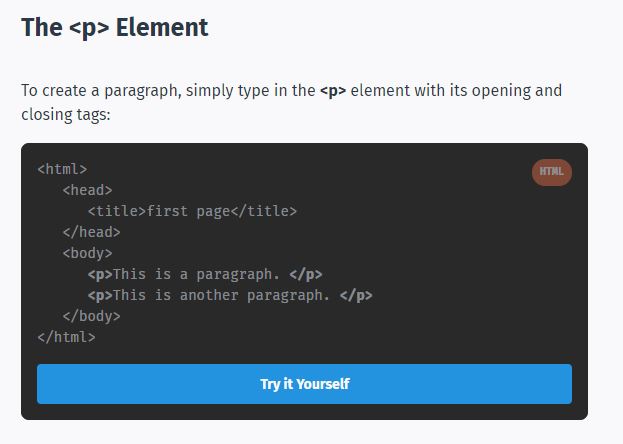 The <p> Element
To create a paragraph, simply type in the <p> element with its opening and
closing tags:
HTML
<html>
   <head>
      <title>first page</title>
   </head>
   <body>
      <p>This is a paragraph. </p>
      <p>This is another paragraph. </p>
   </body>
</html>
Try it Yourself